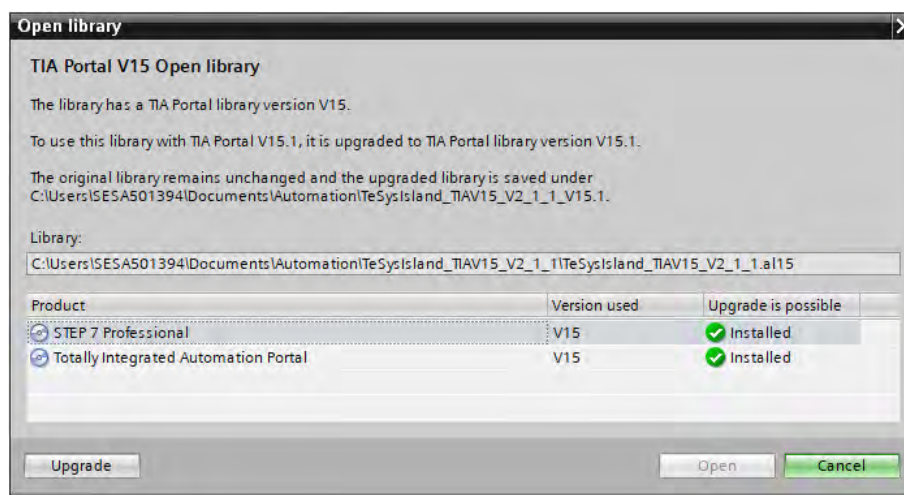 Open library
TIA Portal V15 Open library
The library has a TIA Portal library version V15.
To use this library with TIA Portal V15.1, it is upgraded to TIA Portal library version V15.1.
The original library remains unchanged and the upgraded library is saved under
C:\Users\SESA501394\Documents\Automation\TeSysIsland_TIAV15_V2_1_1_V15.1.
Library:
C:\Users\SESA501394\Documents\Automation\TeSysIsland_TIAV15_V2_1_1\TeSysIsland_TIAV15_V2_1_1.al15
Product Version used Upgrade is possible
STEP 7 Professional V15 Installed
Totally Integrated Automation Portal V15 Installed
Upgrade Open Cancel